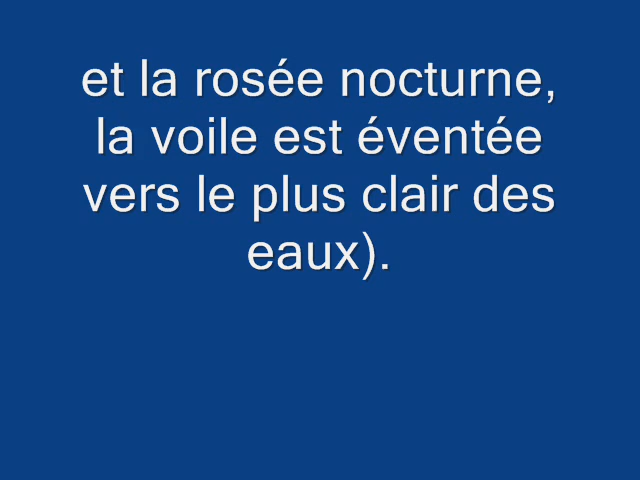 et la rosée nocturne,
la voile est éventée
vers le plus clair des
eaux).